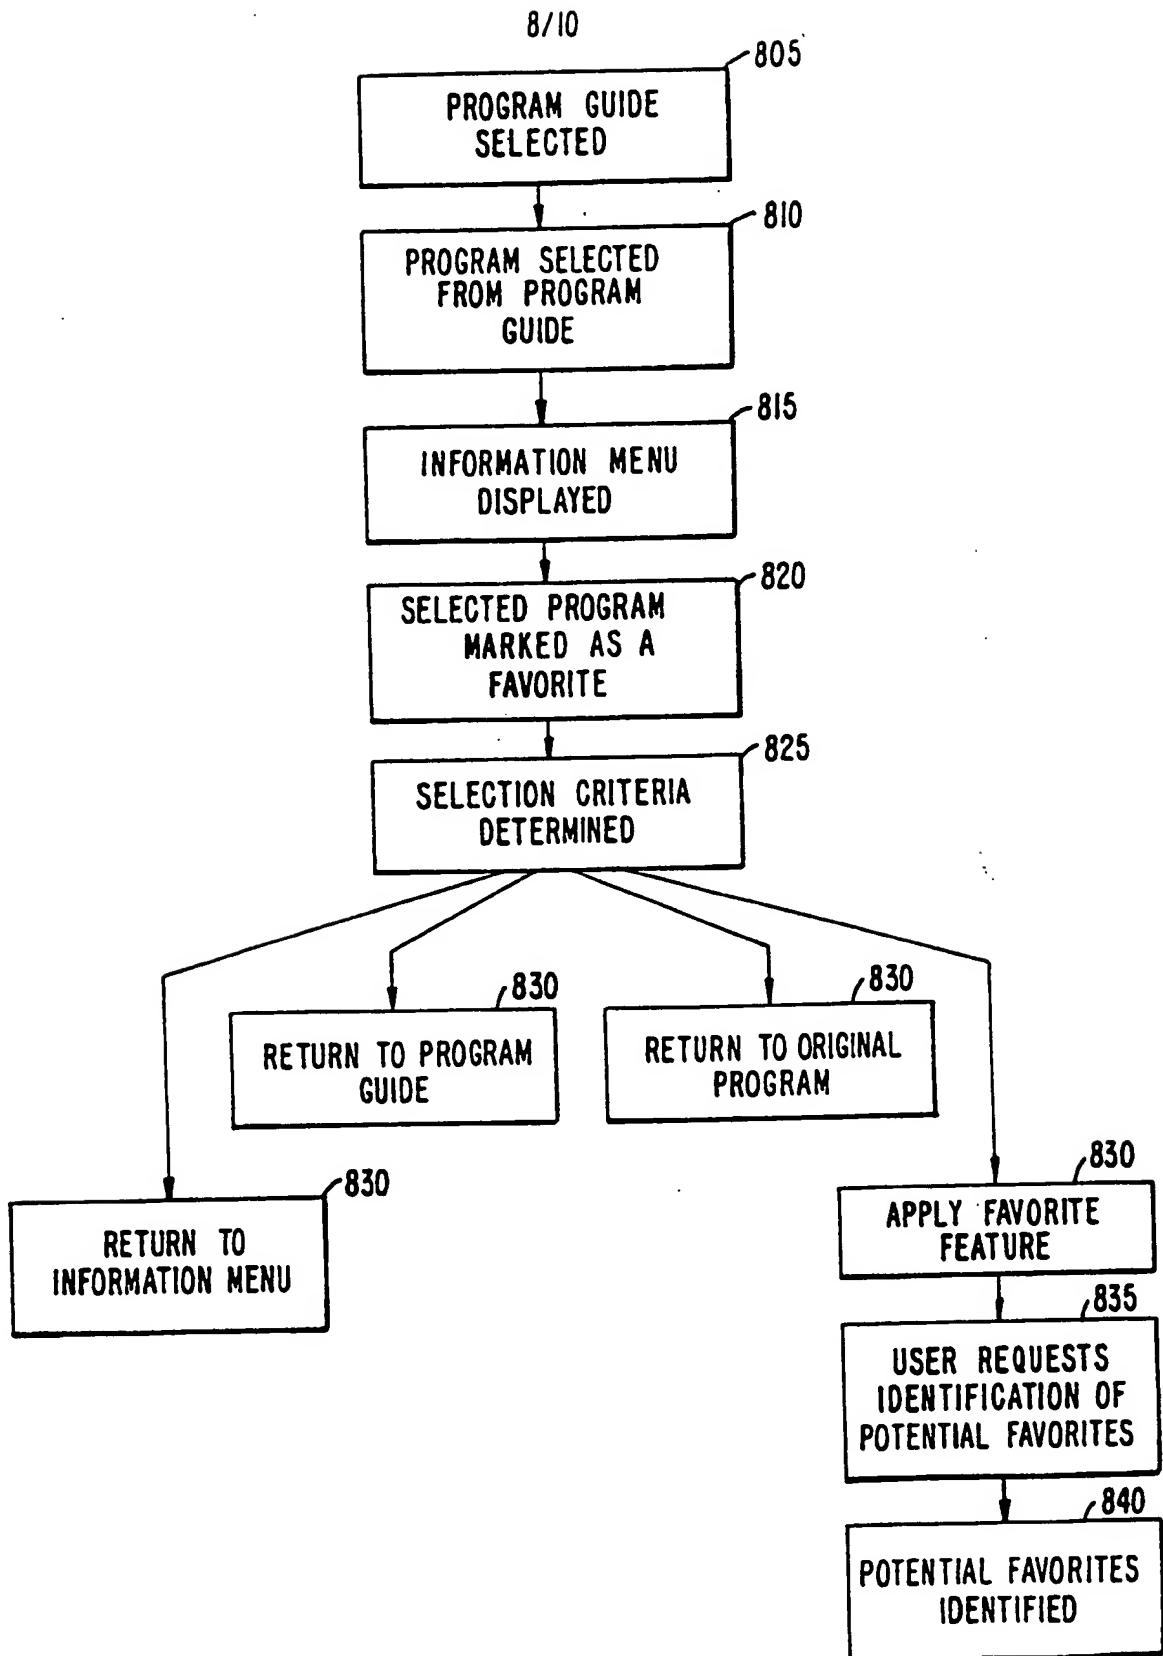 8/10
805
PROGRAM GUIDE
SELECTED
810
PROGRAM SELECTED
FROM PROGRAM
GUIDE
815
INFORMATION MENU
DISPLAYED
820
SELECTED PROGRAM
MARKED AS A
FAVORITE
825
SELECTION CRITERIA
DETERMINED
830
RETURN TO PROGRAM
GUIDE
830
RETURN TO ORIGINAL
PROGRAM
830
RETURN TO
INFORMATION MENU
830
APPLY FAVORITE
FEATURE
835
USER REQUESTS
IDENTIFICATION OF
POTENTIAL FAVORITES
840
POTENTIAL FAVORITES
IDENTIFIED